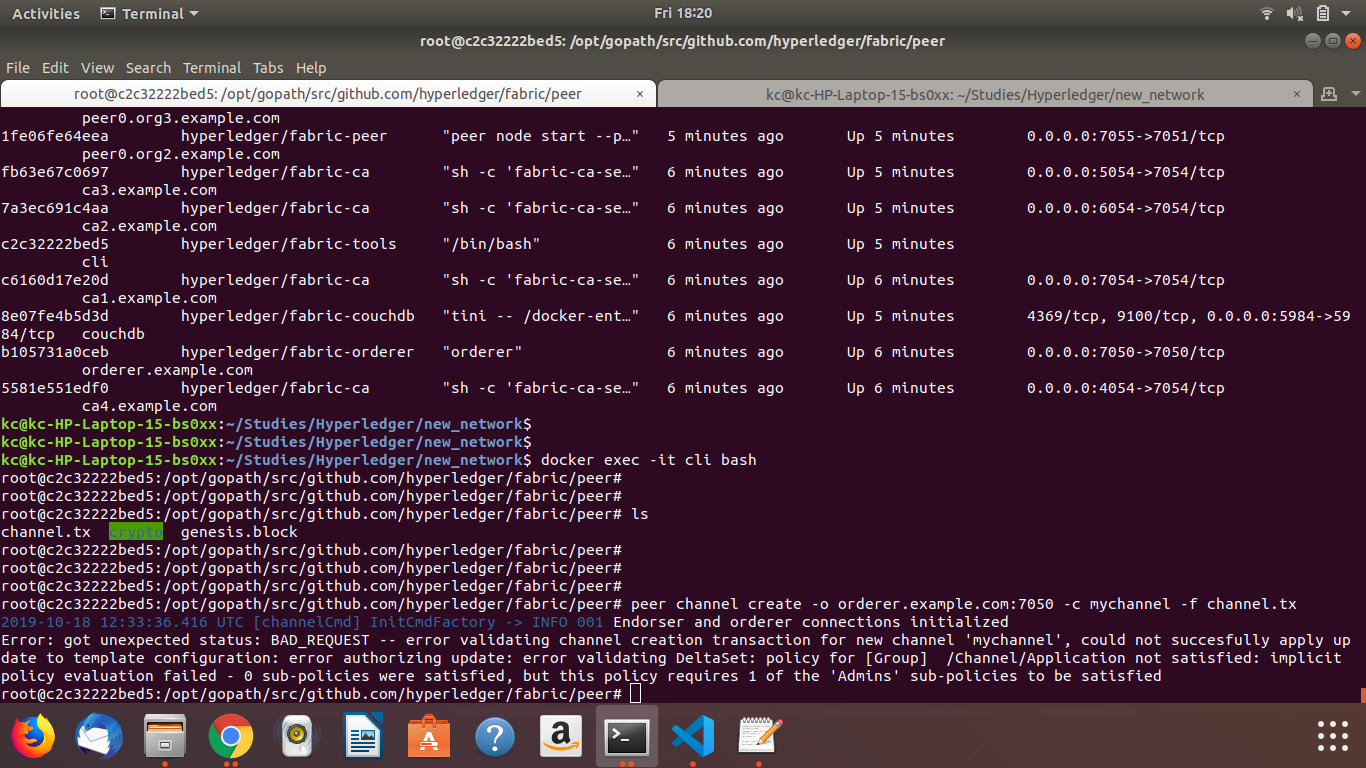 Activities Terminal Fri 18:20
root@c2c32222bed5: /opt/gopath/src/github.com/hyperledger/fabric/peer
File Edit View Search Terminal Tabs Help
root@c2c32222bed5: /opt/gopath/src/github.com/hyperledger/fabric/peer × kc@kc-HP-Laptop-15-bs0xx: ~/Studies/Hyperledger/new_network ×
peer0.org3.example.com
1fe06fe64eea hyperledger/fabric-peer "peer node start --p…" 5 minutes ago Up 5 minutes 0.0.0.0:7055->7051/tcp
peer0.org2.example.com
fb63e67c0697 hyperledger/fabric-ca "sh -c 'fabric-ca-se…" 6 minutes ago Up 5 minutes 0.0.0.0:5054->7054/tcp
ca3.example.com
7a3ec691c4aa hyperledger/fabric-ca "sh -c 'fabric-ca-se…" 6 minutes ago Up 5 minutes 0.0.0.0:6054->7054/tcp
ca2.example.com
c2c32222bed5 hyperledger/fabric-tools "/bin/bash" 6 minutes ago Up 5 minutes
cli
c6160d17e20d hyperledger/fabric-ca "sh -c 'fabric-ca-se…" 6 minutes ago Up 6 minutes 0.0.0.0:7054->7054/tcp
ca1.example.com
8e07fe4b5d3d hyperledger/fabric-couchdb "tini -- /docker-ent…" 6 minutes ago Up 5 minutes 4369/tcp, 9100/tcp, 0.0.0.0:5984->59
84/tcp couchdb
b105731a0ceb hyperledger/fabric-orderer "orderer" 6 minutes ago Up 6 minutes 0.0.0.0:7050->7050/tcp
orderer.example.com
5581e551edf0 hyperledger/fabric-ca "sh -c 'fabric-ca-se…" 6 minutes ago Up 6 minutes 0.0.0.0:4054->7054/tcp
ca4.example.com
kc@kc-HP-Laptop-15-bs0xx:~/Studies/Hyperledger/new_network$
kc@kc-HP-Laptop-15-bs0xx:~/Studies/Hyperledger/new_network$
kc@kc-HP-Laptop-15-bs0xx:~/Studies/Hyperledger/new_network$ docker exec -it cli bash
root@c2c32222bed5:/opt/gopath/src/github.com/hyperledger/fabric/peer#
root@c2c32222bed5:/opt/gopath/src/github.com/hyperledger/fabric/peer#
root@c2c32222bed5:/opt/gopath/src/github.com/hyperledger/fabric/peer# ls
channel.tx crypto genesis.block
root@c2c32222bed5:/opt/gopath/src/github.com/hyperledger/fabric/peer#
root@c2c32222bed5:/opt/gopath/src/github.com/hyperledger/fabric/peer#
root@c2c32222bed5:/opt/gopath/src/github.com/hyperledger/fabric/peer#
root@c2c32222bed5:/opt/gopath/src/github.com/hyperledger/fabric/peer# peer channel create -o orderer.example.com:7050 -c mychannel -f channel.tx
2019-10-18 12:33:36.416 UTC [channelCmd] InitCmdFactory -> INFO 001 Endorser and orderer connections initialized
Error: got unexpected status: BAD_REQUEST -- error validating channel creation transaction for new channel 'mychannel', could not succesfully apply up
date to template configuration: error authorizing update: error validating DeltaSet: policy for [Group]  /Channel/Application not satisfied: implicit
policy evaluation failed - 0 sub-policies were satisfied, but this policy requires 1 of the 'Admins' sub-policies to be satisfied
root@c2c32222bed5:/opt/gopath/src/github.com/hyperledger/fabric/peer#